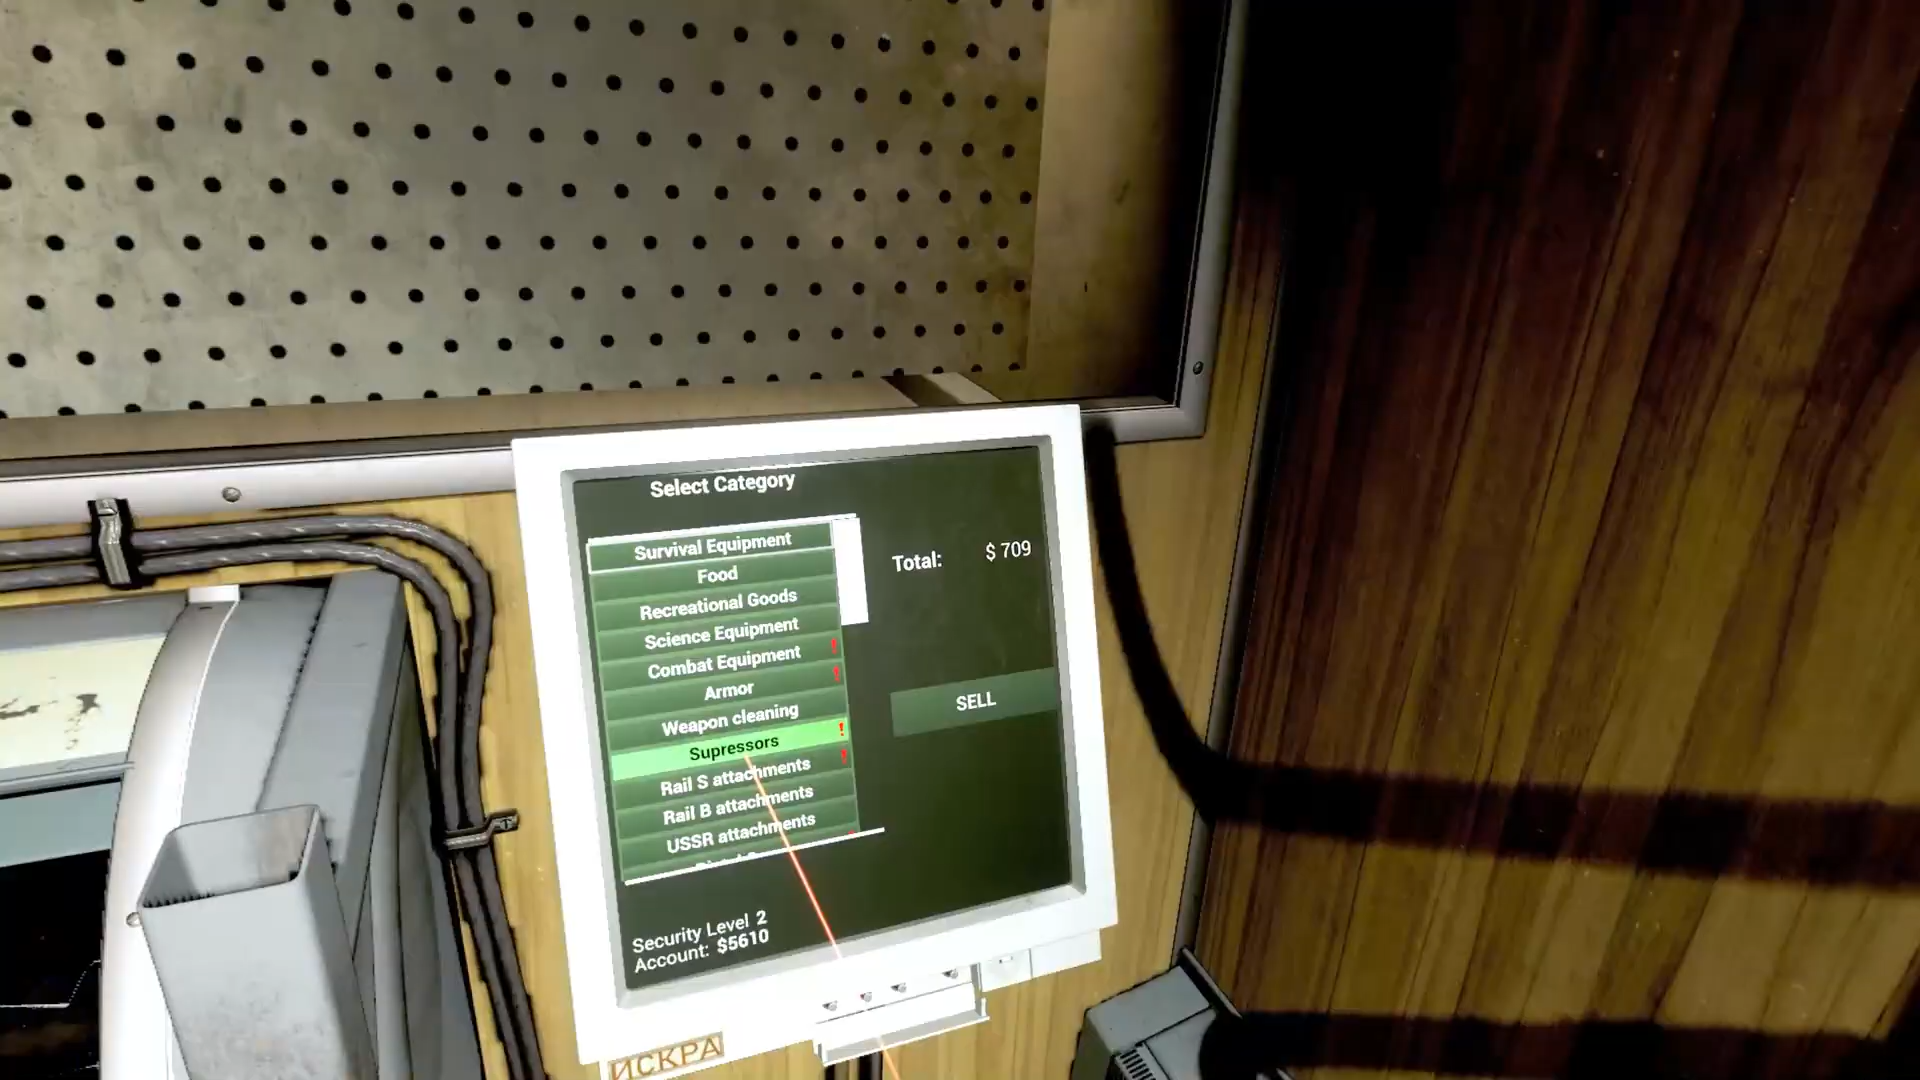 Select Category
Survival Equipment
Food
Recreational Goods
Science Equipment
Combat Equipment !
Armor !
Weapon cleaning
Supressors !
Rail S attachments !
Rail B attachments
USSR attachments
Total: $ 709
SELL
Security Level 2
Account: $5610
ИСКРА